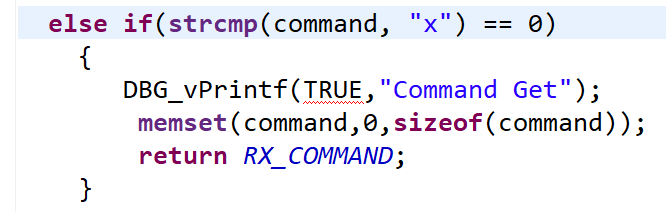 else if(strcmp(command, "x") == 0)
{
DBG_vPrintf(TRUE,"Command Get");
memset(command,0,sizeof(command));
return RX_COMMAND;
}